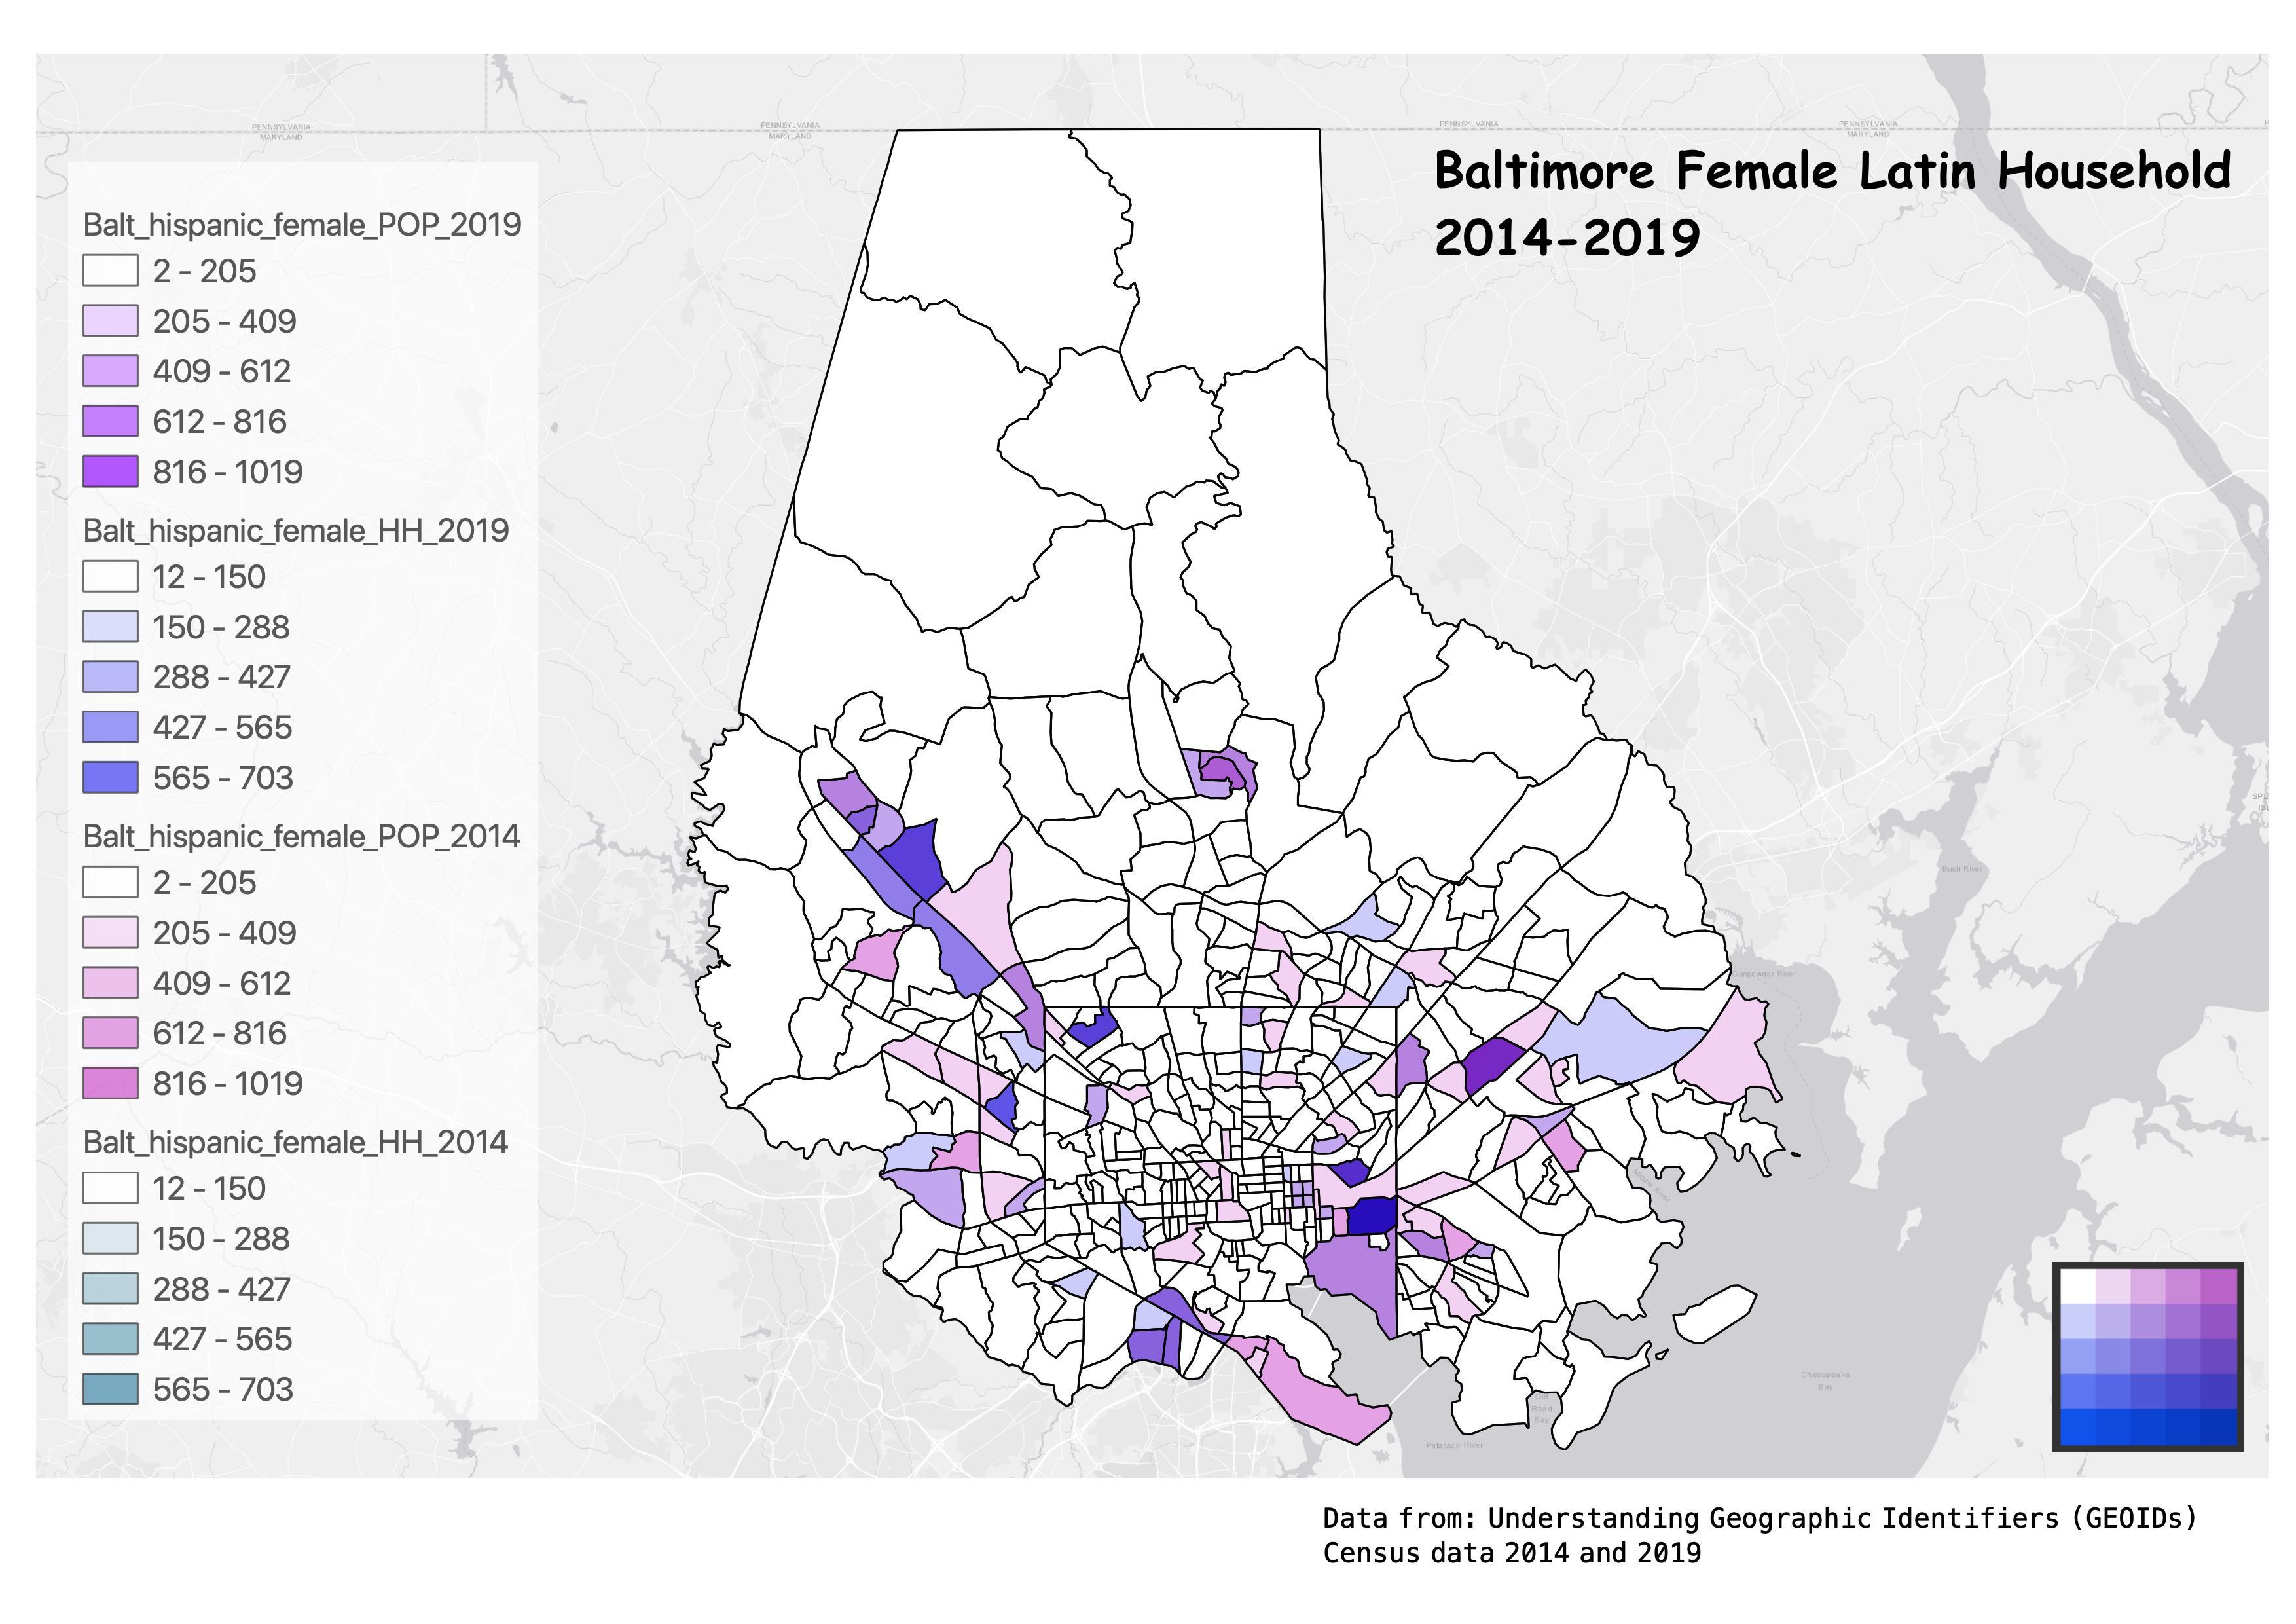 PENNSYLVANIA
MARYLAND
PENNSYLVANIA
MARYLAND
PENNSYLVANIA
PENNSYLVANIA
MARYLAND
Baltimore Female Latin Household
2014-2019
Balt_hispanic_female_POP_2019
2 - 205
205 - 409
409 - 612
612 - 816
816 - 1019
Balt_hispanic_female_HH_2019
12 - 150
150 - 288
288 - 427
427 - 565
565 - 703
Balt_hispanic_female_POP_2014
2 - 205
205 - 409
409 - 612
612 - 816
816 - 1019
Balt_hispanic_female_HH_2014
12 - 150
150 - 288
288 - 427
427 - 565
565 - 703
Bush River
Gunpowder River
Chesapeake
Bay
Old
Road
Bay
Patapsco River
Data from: Understanding Geographic Identifiers (GEOIDs)
Census data 2014 and 2019